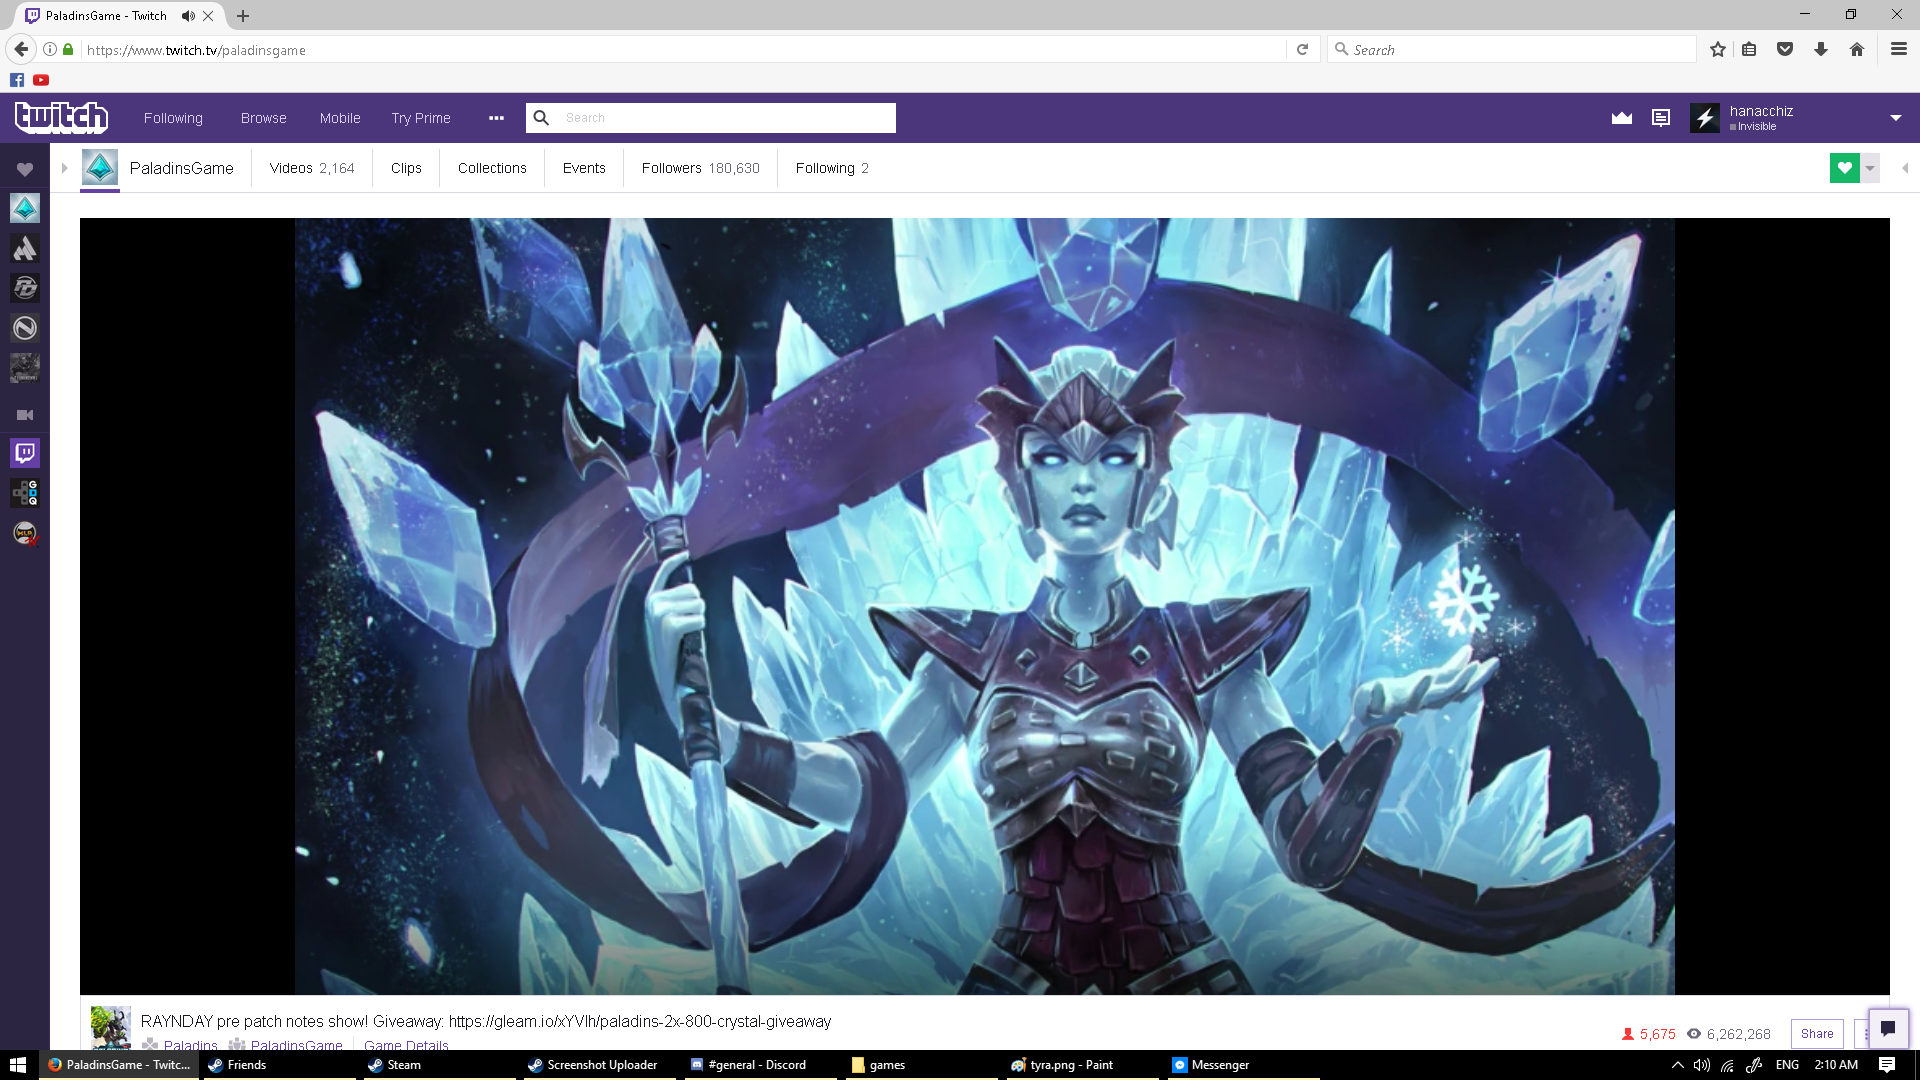 PaladinsGame - Twitch
https://www.twitch.tv/paladinsgame
Search
twitch
Following
Browse
Mobile
Try Prime
Search
hanacchiz
Invisible
PaladinsGame
Videos 2,164
Clips
Collections
Events
Followers 180,630
Following 2
GDQ
RAYNDAY pre patch notes show! Giveaway: https://gleam.io/xYVlh/paladins-2x-800-crystal-giveaway
Paladins
PaladinsGame
Game Details
5,675
6,262,268
Share
PaladinsGame - Twitc...
Friends
Steam
Screenshot Uploader
#general - Discord
games
tyra.png - Paint
Messenger
ENG
2:10 AM